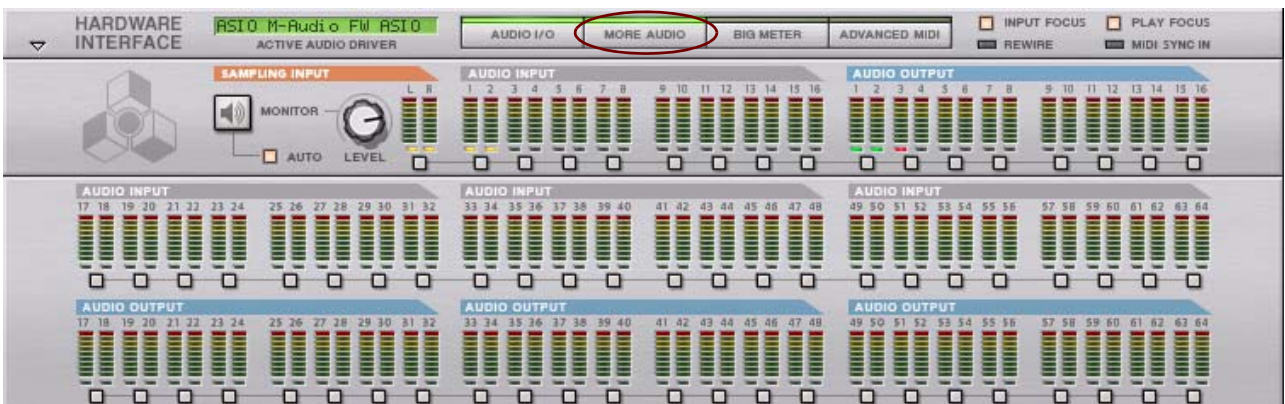 HARDWARE INTERFACE
ASIO M-Audio FW ASIO
ACTIVE AUDIO DRIVER
AUDIO I/O MORE AUDIO BIG METER ADVANCED MIDI
INPUT FOCUS PLAY FOCUS
REWIRE MIDI SYNC IN
SAMPLING INPUT
L R
MONITOR
AUTO LEVEL
AUDIO INPUT
1 2 3 4 5 6 7 8 9 10 11 12 13 14 15 16
AUDIO OUTPUT
1 2 3 4 5 6 7 8 9 10 11 12 13 14 15 16
AUDIO INPUT
17 18 19 20 21 22 23 24 25 26 27 28 29 30 31 32
AUDIO INPUT
33 34 35 36 37 38 39 40 41 42 43 44 45 46 47 48
AUDIO INPUT
49 50 51 52 53 54 55 56 57 58 59 60 61 62 63 64
AUDIO OUTPUT
17 18 19 20 21 22 23 24 25 26 27 28 29 30 31 32
AUDIO OUTPUT
33 34 35 36 37 38 39 40 41 42 43 44 45 46 47 48
AUDIO OUTPUT
49 50 51 52 53 54 55 56 57 58 59 60 61 62 63 64